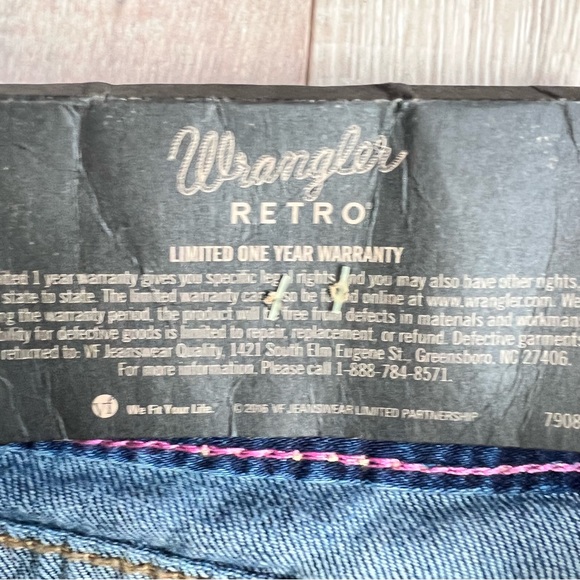 Wrangler
RETRO®
LIMITED ONE YEAR WARRANTY
ited 1 year warranty gives you specific legal rights and you may also have other rights,
state to state. The limited warranty can also be found online at www.wrangler.com. We
ng the warranty period, the product will be free from defects in materials and workman
bility for defective goods is limited to repair, replacement, or refund. Defective garments
returned to: VF Jeanswear Quality, 1421 South Elm Eugene St., Greensboro, NC 27406.
For more information. Please call 1-888-784-8571.
vf We Fit Your Life.™ © 2016 VF JEANSWEAR LIMITED PARTNERSHIP 7908